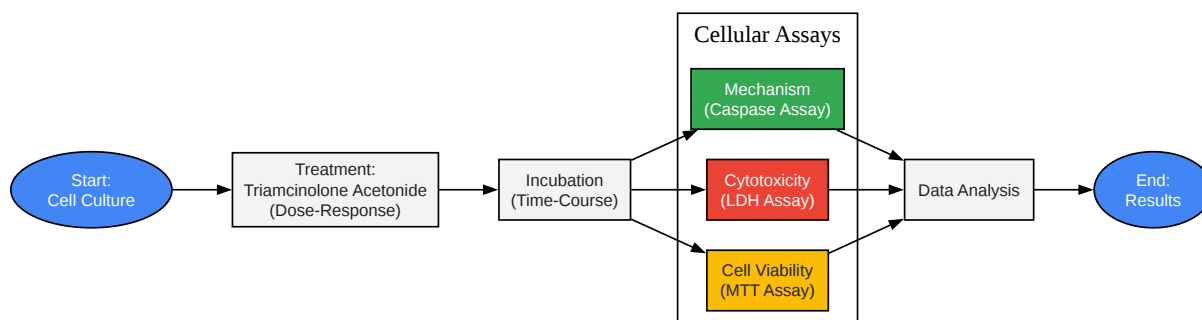 Start:
Cell Culture
Treatment:
Triamcinolone Acetonide
(Dose-Response)
Incubation
(Time-Course)
Cellular Assays
Mechanism
(Caspase Assay)
Cytotoxicity
(LDH Assay)
Cell Viability
(MTT Assay)
Data Analysis
End:
Results